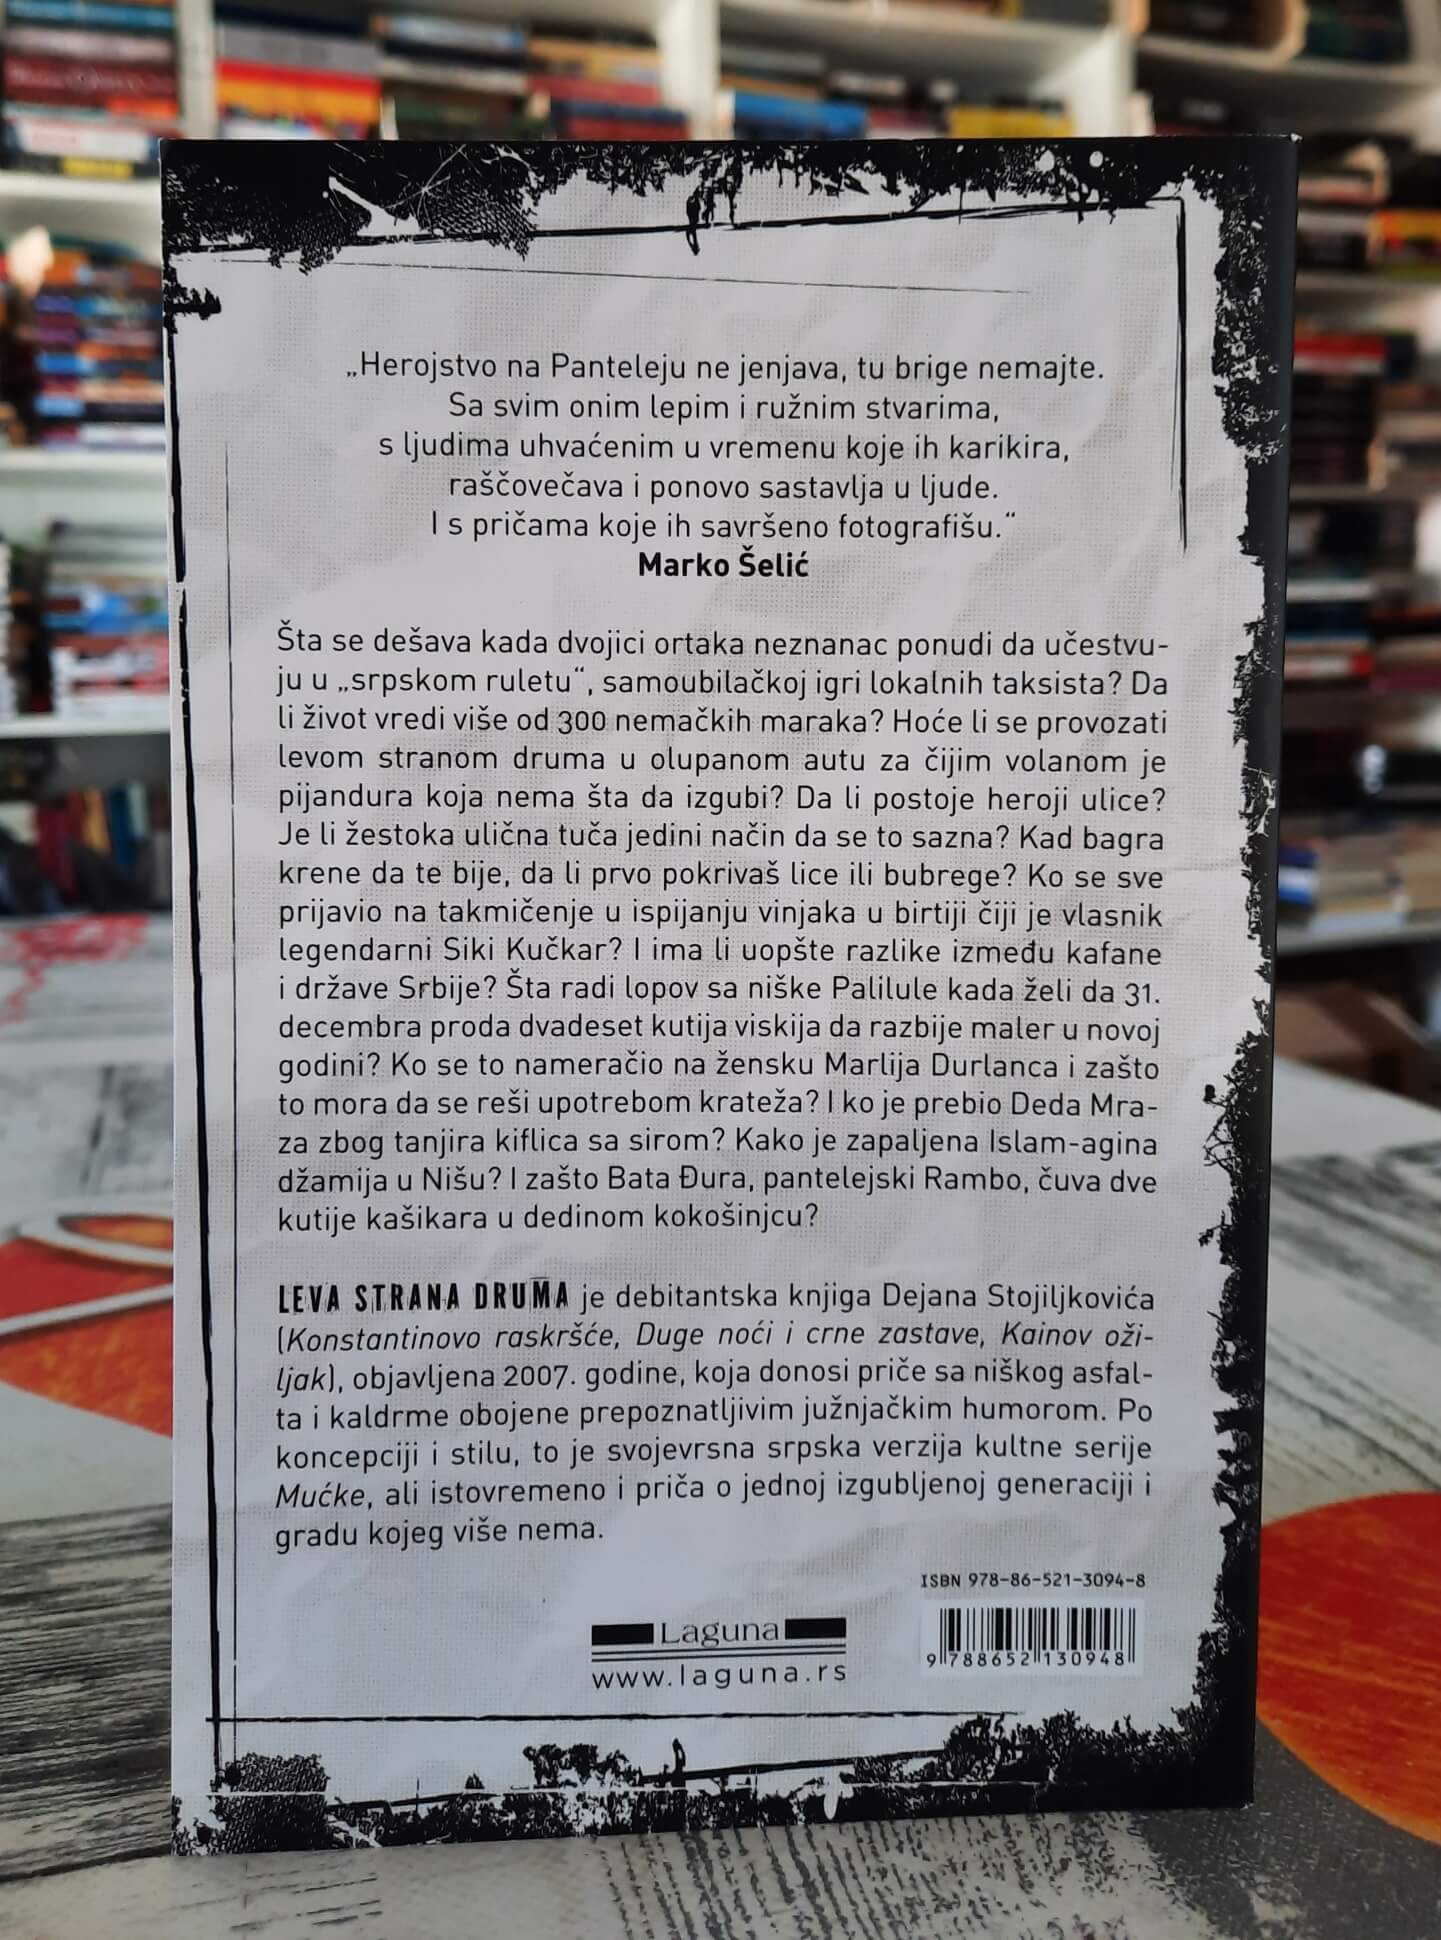 „Herojstvo na Panteleju ne jenjava, tu brige nemajte.
Sa svim onim lepim i ružnim stvarima,
s ljudima uhvaćenim u vremenu koje ih karikira,
raščovečava i ponovo sastavlja u ljude.
I s pričama koje ih savršeno fotografišu.“
Marko Šelić
Šta se dešava kada dvojici ortaka neznanac ponudi da učestvu-
ju u „srpskom ruletu“, samoubilačkoj igri lokalnih taksista? Da
li život vredi više od 300 nemačkih maraka? Hoće li se provozati
levom stranom druma u olupanom autu za čijim volanom je
pijandura koja nema šta da izgubi? Da li postoje heroji ulice?
Je li žestoka ulična tuča jedini način da se to sazna? Kad bagra
krene da te bije, da li prvo pokrivaš lice ili bubrege? Ko se sve
prijavio na takmičenje u ispijanju vinjaka u birtiji čiji je vlasnik
legendarni Siki Kučkar? I ima li uopšte razlike između kafane
i države Srbije? Šta radi lopov sa niške Palilule kada želi da 31.
decembra proda dvadeset kutija viskija da razbije maler u novoj
godini? Ko se to nameračio na žensku Marlija Durlanca i zašto
to mora da se reši upotrebom krateža? I ko je prebio Deda Mra-
za zbog tanjira kiflica sa sirom? Kako je zapaljena Islam-agina
džamija u Nišu? I zašto Bata Đura, pantelejski Rambo, čuva dve
kutije kašikara u dedinom kokošinjcu?
LEVA STRANA DRUMA je debitantska knjiga Dejana Stojiljkovića
(Konstantinovo raskršće, Duge noći i crne zastave, Kainov oži-
ljak), objavljena 2007. godine, koja donosi priče sa niškog asfal-
ta i kaldrme obojene prepoznatljivim južnjačkim humorom. Po
koncepciji i stilu, to je svojevrsna srpska verzija kultne serije
Mućke, ali istovremeno i priča o jednoj izgubljenoj generaciji i
gradu kojeg više nema.
ISBN 978-86-521-3094-8
Laguna
www.laguna.rs
9 788652 130948